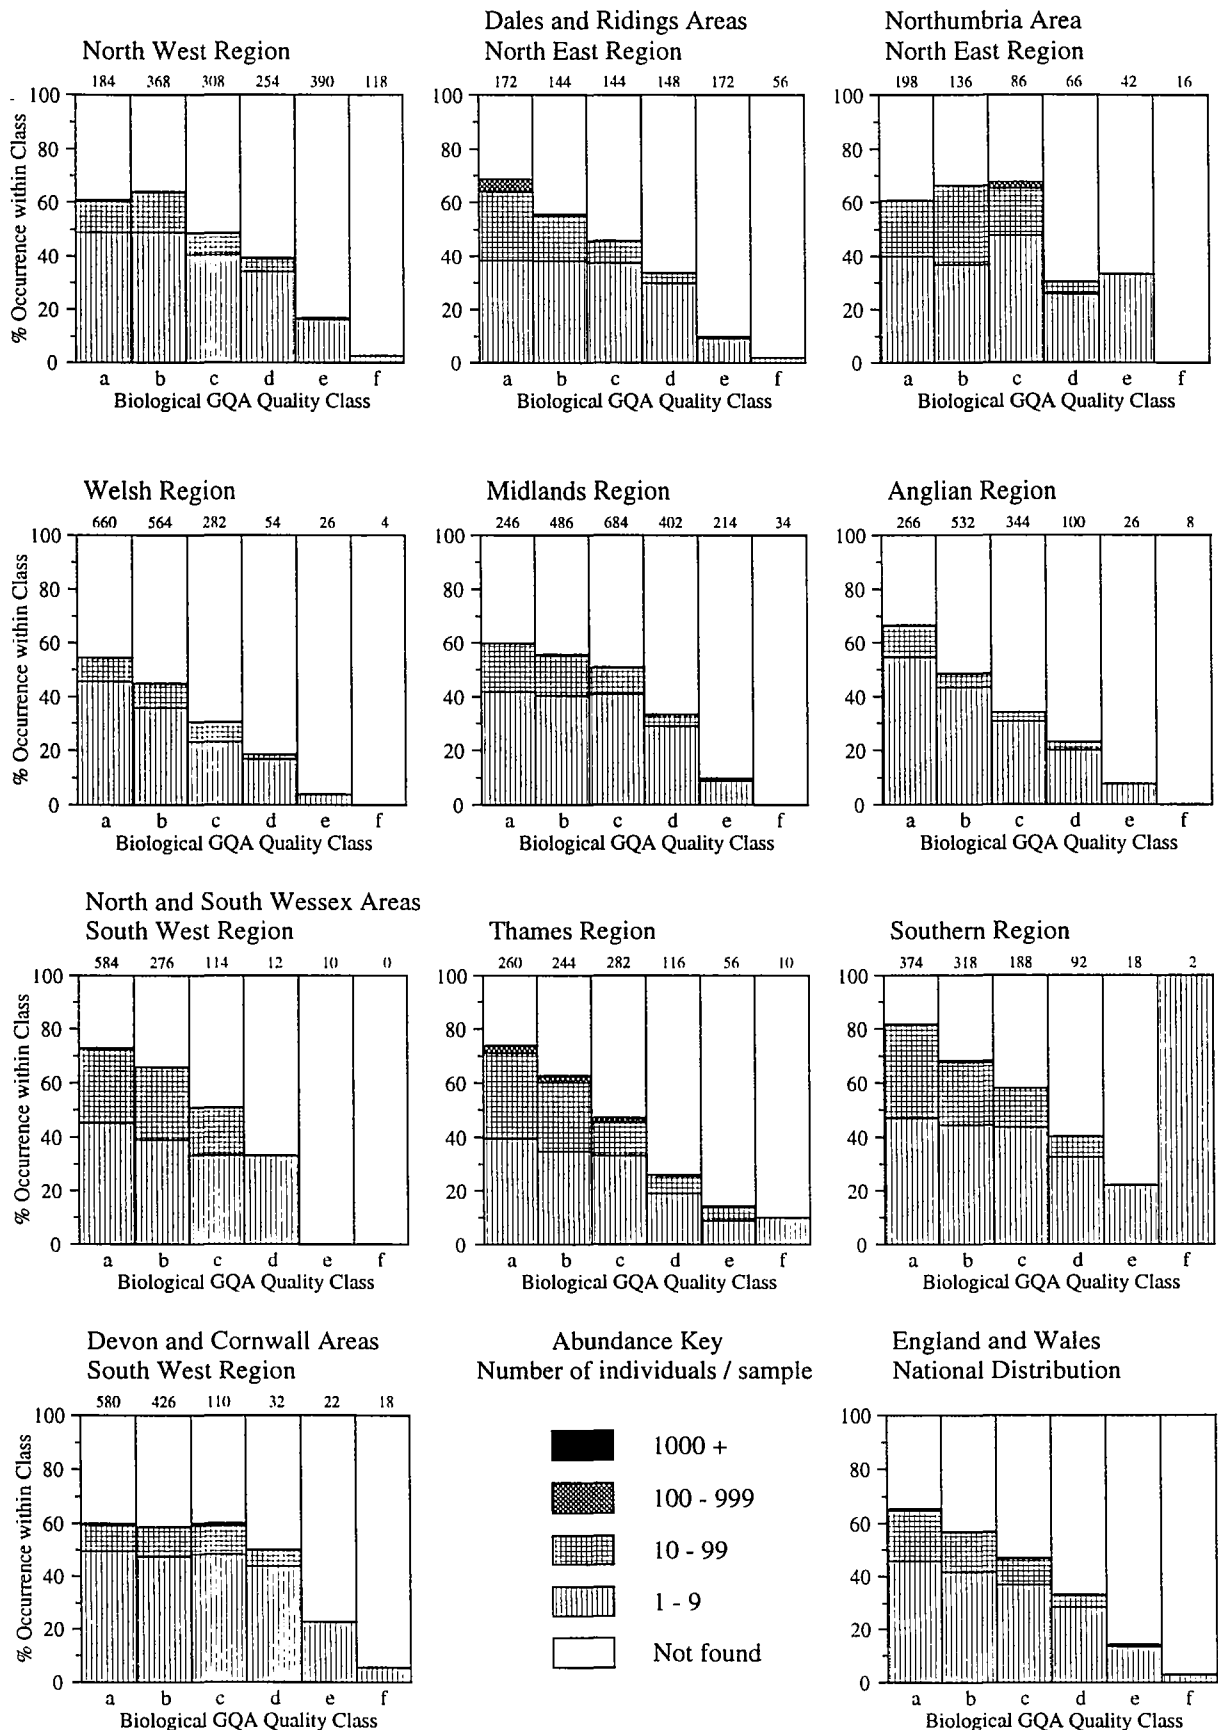 North West Region
184 368 308 254 390 118
100
80
60
40
20
0
% Occurrence within Class
a b c d e f
Biological GQA Quality Class
Dales and Ridings Areas
North East Region
172 144 144 148 172 56
100
80
60
40
20
0
a b c d e f
Biological GQA Quality Class
Northumbria Area
North East Region
198 136 86 66 42 16
100
80
60
40
20
0
a b c d e f
Biological GQA Quality Class
Welsh Region
660 564 282 54 26 4
100
80
60
40
20
0
% Occurrence within Class
a b c d e f
Biological GQA Quality Class
Midlands Region
246 486 684 402 214 34
100
80
60
40
20
0
a b c d e f
Biological GQA Quality Class
Anglian Region
266 532 344 100 26 8
100
80
60
40
20
0
a b c d e f
Biological GQA Quality Class
North and South Wessex Areas
South West Region
584 276 114 12 10 0
100
80
60
40
20
0
% Occurrence within Class
a b c d e f
Biological GQA Quality Class
Thames Region
260 244 282 116 56 10
100
80
60
40
20
0
a b c d e f
Biological GQA Quality Class
Southern Region
374 318 188 92 18 2
100
80
60
40
20
0
a b c d e f
Biological GQA Quality Class
Devon and Cornwall Areas
South West Region
580 426 110 32 22 18
100
80
60
40
20
0
% Occurrence within Class
a b c d e f
Biological GQA Quality Class
Abundance Key
Number of individuals / sample
1000 +
100 - 999
10 - 99
1 - 9
Not found
England and Wales
National Distribution
100
80
60
40
20
0
a b c d e f
Biological GQA Quality Class